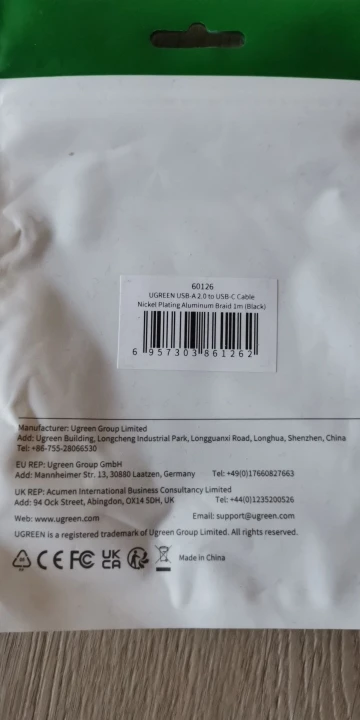 60126
UGREEN USB-A 2.0 to USB-C Cable
Nickel Plating Aluminum Braid 1m (Black)
6 957303 861262
Manufacturer: Ugreen Group Limited
Add: Ugreen Building, Longcheng Industrial Park, Longguanxi Road, Longhua, Shenzhen, China
Tel: +86-755-28066530
EU REP: Ugreen Group GmbH
Add: Mannheimer Str. 13, 30880 Laatzen, Germany Tel: +49(0)17660827663
UK REP: Acumen International Business Consultancy Limited
Add: 94 Ock Street, Abingdon, OX14 5DH, UK Tel: +44(0)1235200526
Web: www.ugreen.com Email: support@ugreen.com
UGREEN is a registered trademark of Ugreen Group Limited. All rights reserved.
CE FC UK CA Made in China